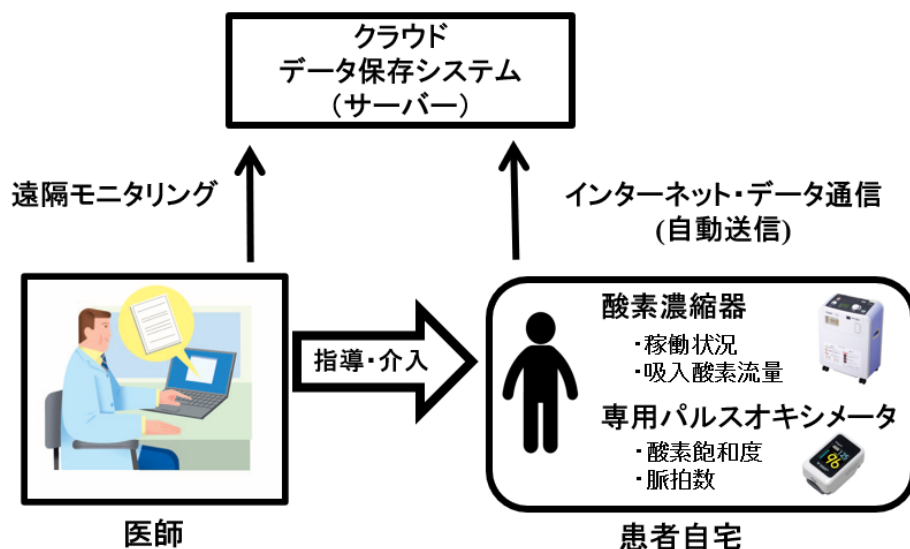 クラウド
データ保存システム
（サーバー）
遠隔モニタリング
インターネット・データ通信
(自動送信)
酸素濃縮器
・稼働状況
・吸入酸素流量
指導・介入
専用パルスオキシメータ
・酸素飽和度
・脈拍数
医師
患者自宅